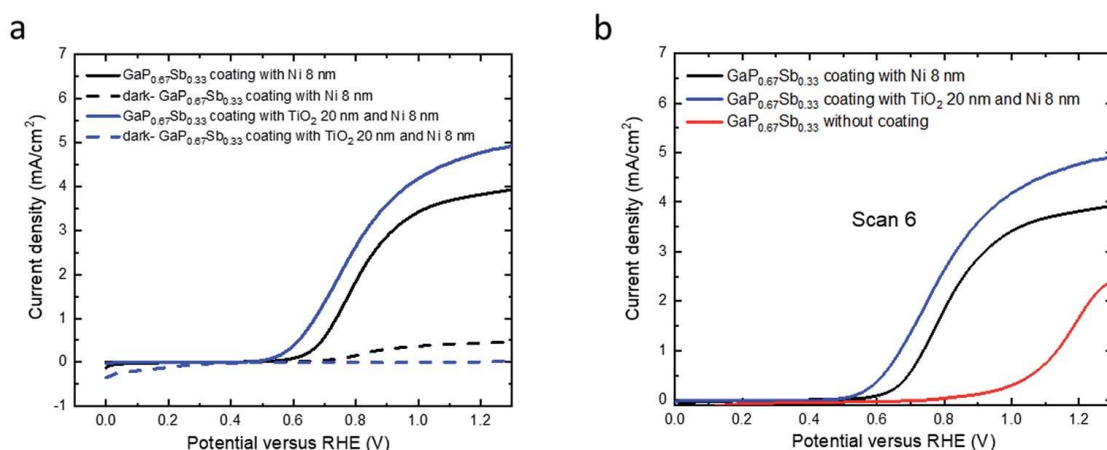 a
7
6
5
4
3
2
1
0
-1
Current density (mA/cm²)
GaP₀.₆₇Sb₀.₃₃ coating with Ni 8 nm
dark- GaP₀.₆₇Sb₀.₃₃ coating with Ni 8 nm
GaP₀.₆₇Sb₀.₃₃ coating with TiO₂ 20 nm and Ni 8 nm
dark- GaP₀.₆₇Sb₀.₃₃ coating with TiO₂ 20 nm and Ni 8 nm
0.0 0.2 0.4 0.6 0.8 1.0 1.2
Potential versus RHE (V)
b
7
6
5
4
3
2
1
0
Current density (mA/cm²)
GaP₀.₆₇Sb₀.₃₃ coating with Ni 8 nm
GaP₀.₆₇Sb₀.₃₃ coating with TiO₂ 20 nm and Ni 8 nm
GaP₀.₆₇Sb₀.₃₃ without coating
Scan 6
0.0 0.2 0.4 0.6 0.8 1.0 1.2
Potential versus RHE (V)